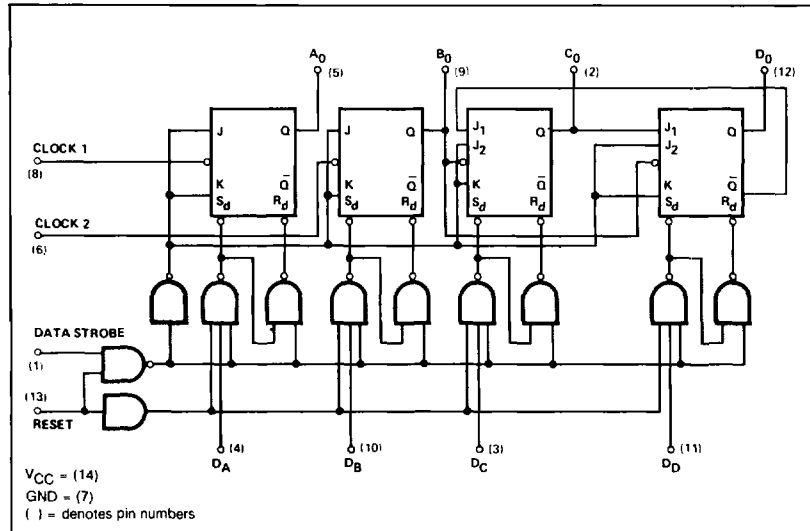 A0 B0 C0 D0
(5) (9) (2) (12)
J Q J Q J1 Q J1 Q
J2 J2
CLOCK 1
(8)
K Q̅ K Q̅ K Q̅ K Q̅
Sd Rd Sd Rd Sd Rd Sd Rd
CLOCK 2
(6)
DATA STROBE
(1)
(13)
RESET
(4) (10) (3) (11)
DA DB DC DD
VCC = (14)
GND = (7)
( ) = denotes pin numbers